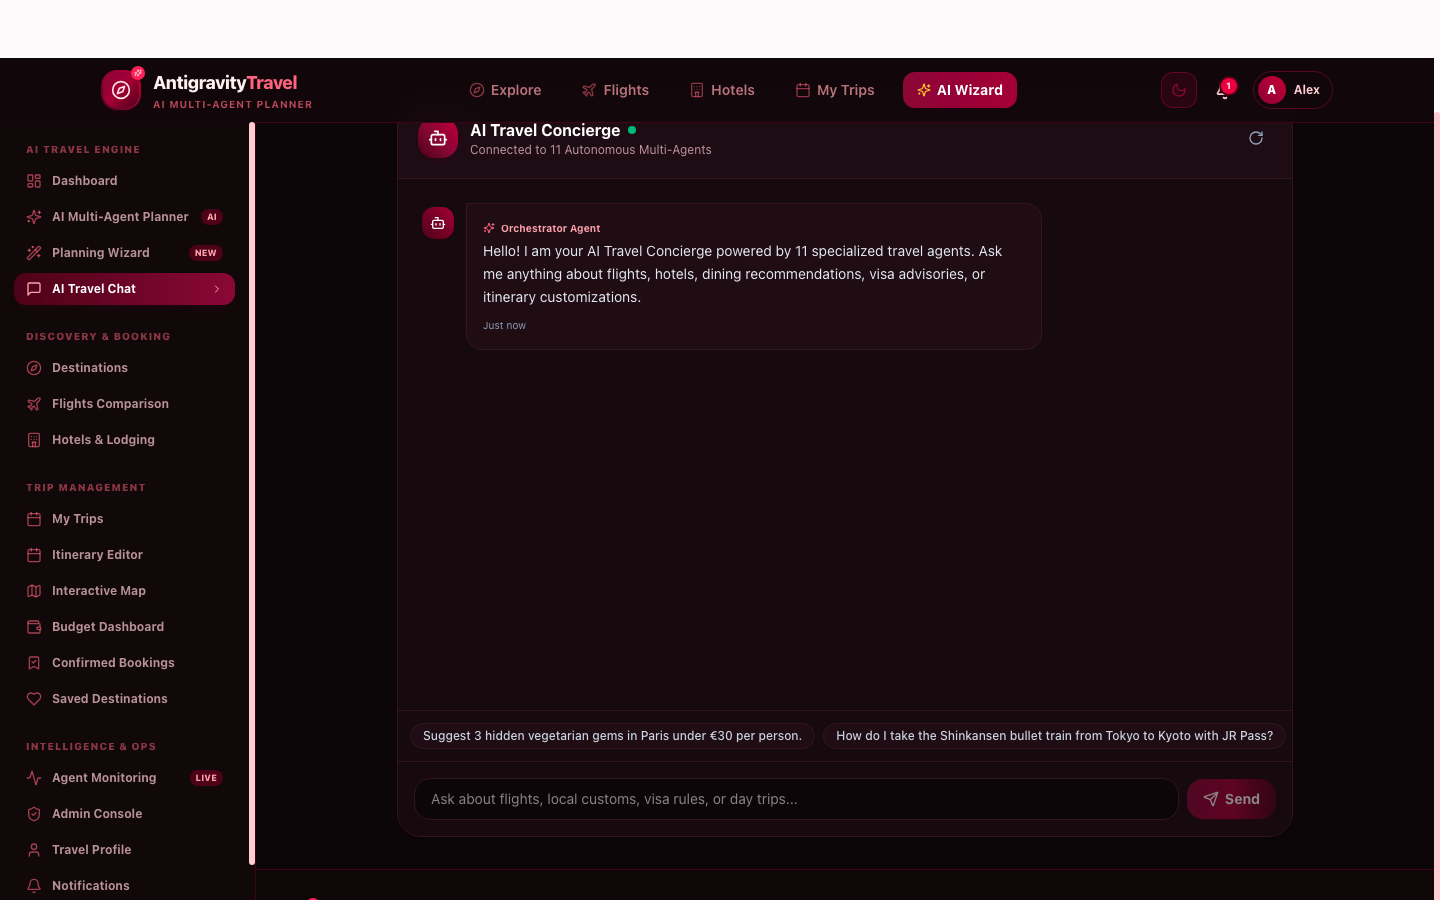 AntigravityTravel
AI MULTI-AGENT PLANNER
Explore
Flights
Hotels
My Trips
AI Wizard
1
A
Alex
AI TRAVEL ENGINE
Dashboard
AI Multi-Agent Planner AI
Planning Wizard NEW
AI Travel Chat
DISCOVERY & BOOKING
Destinations
Flights Comparison
Hotels & Lodging
TRIP MANAGEMENT
My Trips
Itinerary Editor
Interactive Map
Budget Dashboard
Confirmed Bookings
Saved Destinations
INTELLIGENCE & OPS
Agent Monitoring LIVE
Admin Console
Travel Profile
Notifications
AI Travel Concierge
Connected to 11 Autonomous Multi-Agents
Orchestrator Agent
Hello! I am your AI Travel Concierge powered by 11 specialized travel agents. Ask
me anything about flights, hotels, dining recommendations, visa advisories, or
itinerary customizations.
Just now
Suggest 3 hidden vegetarian gems in Paris under €30 per person.
How do I take the Shinkansen bullet train from Tokyo to Kyoto with JR Pass?
Ask about flights, local customs, visa rules, or day trips...
Send